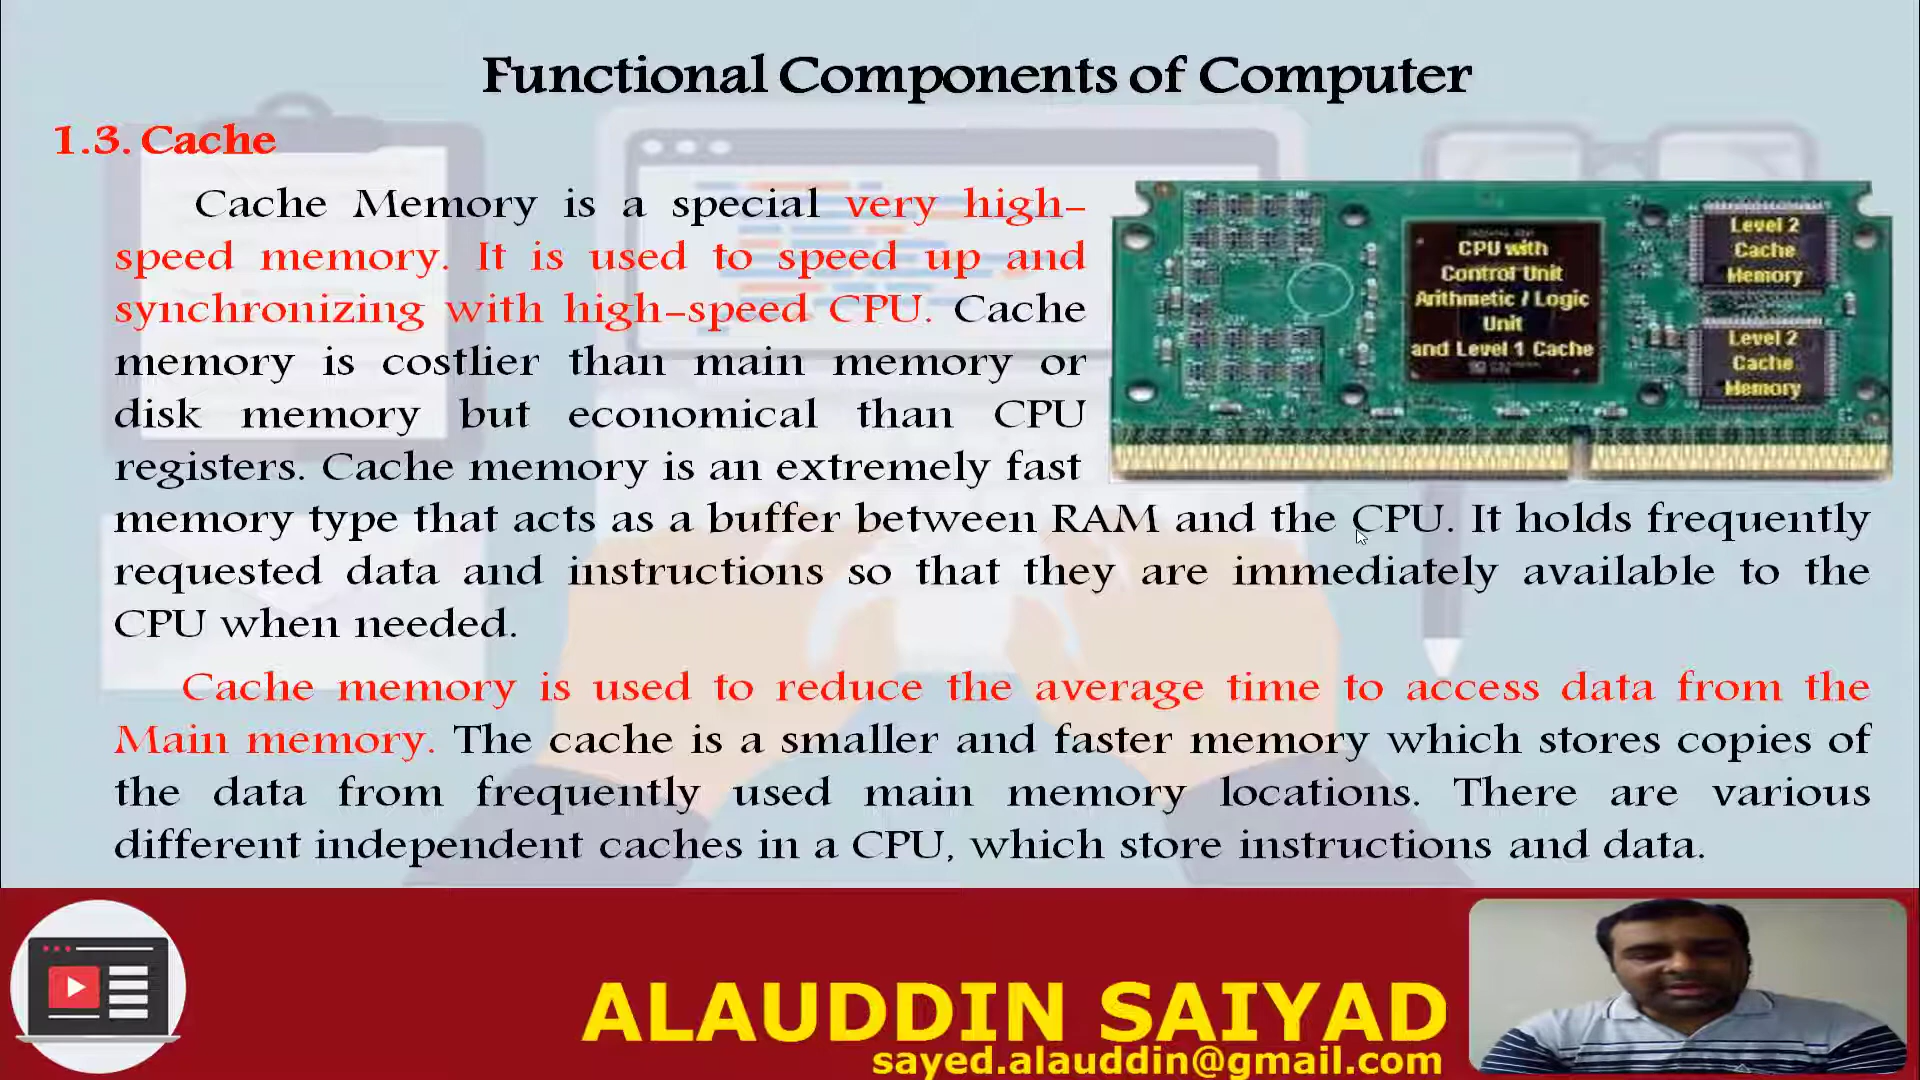 Functional Components of Computer
1.3. Cache
Cache Memory is a special very high-
speed memory. It is used to speed up and
synchronizing with high-speed CPU. Cache
memory is costlier than main memory or
disk memory but economical than CPU
registers. Cache memory is an extremely fast
memory type that acts as a buffer between RAM and the CPU. It holds frequently
requested data and instructions so that they are immediately available to the
CPU when needed.
Cache memory is used to reduce the average time to access data from the
Main memory. The cache is a smaller and faster memory which stores copies of
the data from frequently used main memory locations. There are various
different independent caches in a CPU, which store instructions and data.
CPU with
Control Unit
Arithmetic / Logic
Unit
and Level 1 Cache
Level 2
Cache
Memory
Level 2
Cache
Memory
ALAUDDIN SAIYAD
sayed.alauddin@gmail.com